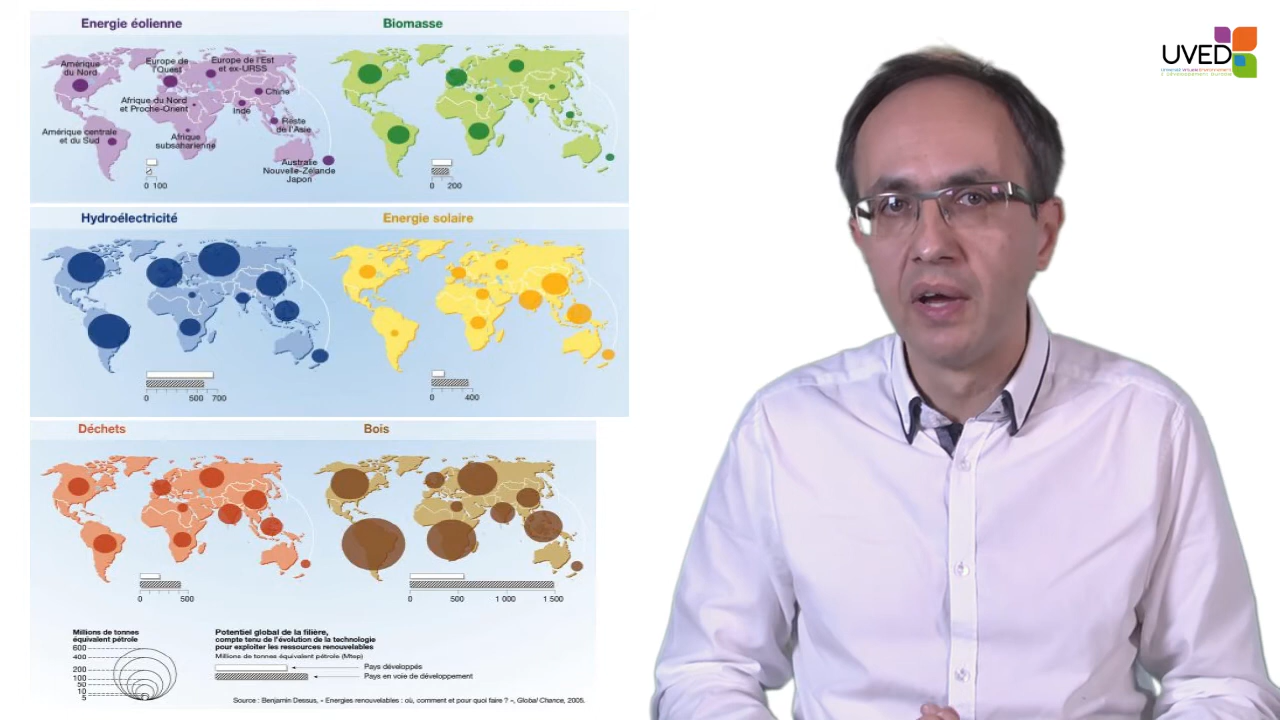 Energie éolienne
Biomasse
Amérique
du Nord
Europe de
l'Ouest
Europe de l'Est
et ex-URSS
Chine
Afrique du Nord
et Proche-Orient
Inde
Reste
de l'Asie
Amérique centrale
et du Sud
Afrique
subsaharienne
Australie
Nouvelle-Zélande
Japon
0 100
0 200
Hydroélectricité
Energie solaire
0 500 700
0 400
Déchets
Bois
0 500
0 500 1 000 1 500
Millions de tonnes
équivalent pétrole
600
400
200
100
50
10
5
Potentiel global de la filière,
compte tenu de l'évolution de la technologie
pour exploiter les ressources renouvelables
Millions de tonnes équivalent pétrole (Mtep)
Pays développés
Pays en voie de développement
Source : Benjamin Dessus, « Energies renouvelables : où, comment et pour quoi faire ? », Global Chance, 2005.
UVED